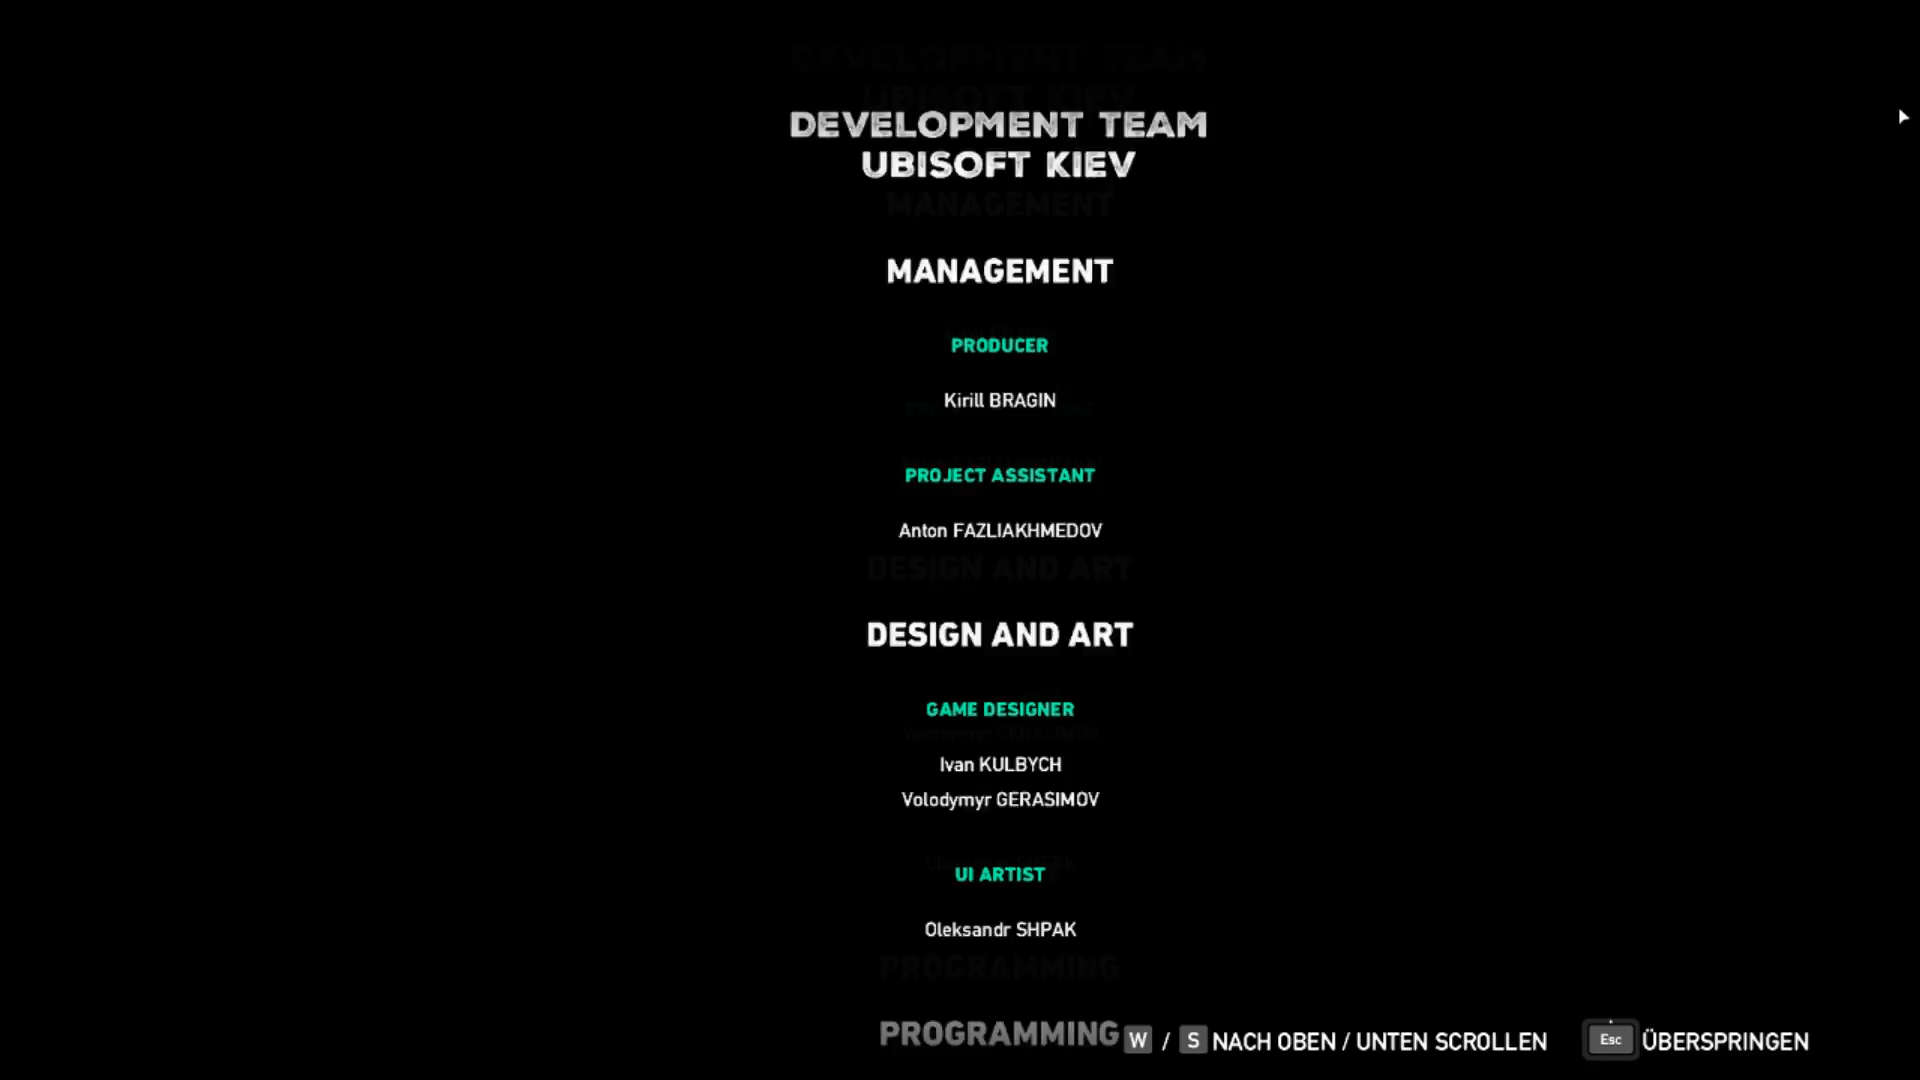 DEVELOPMENT TEAM
UBISOFT KIEV
MANAGEMENT
PRODUCER
Kirill BRAGIN
PROJECT ASSISTANT
Anton FAZLIAKHMEDOV
DESIGN AND ART
GAME DESIGNER
Ivan KULBYCH
Volodymyr GERASIMOV
UI ARTIST
Oleksandr SHPAK
PROGRAMMING
W / S NACH OBEN / UNTEN SCROLLEN
Esc ÜBERSPRINGEN